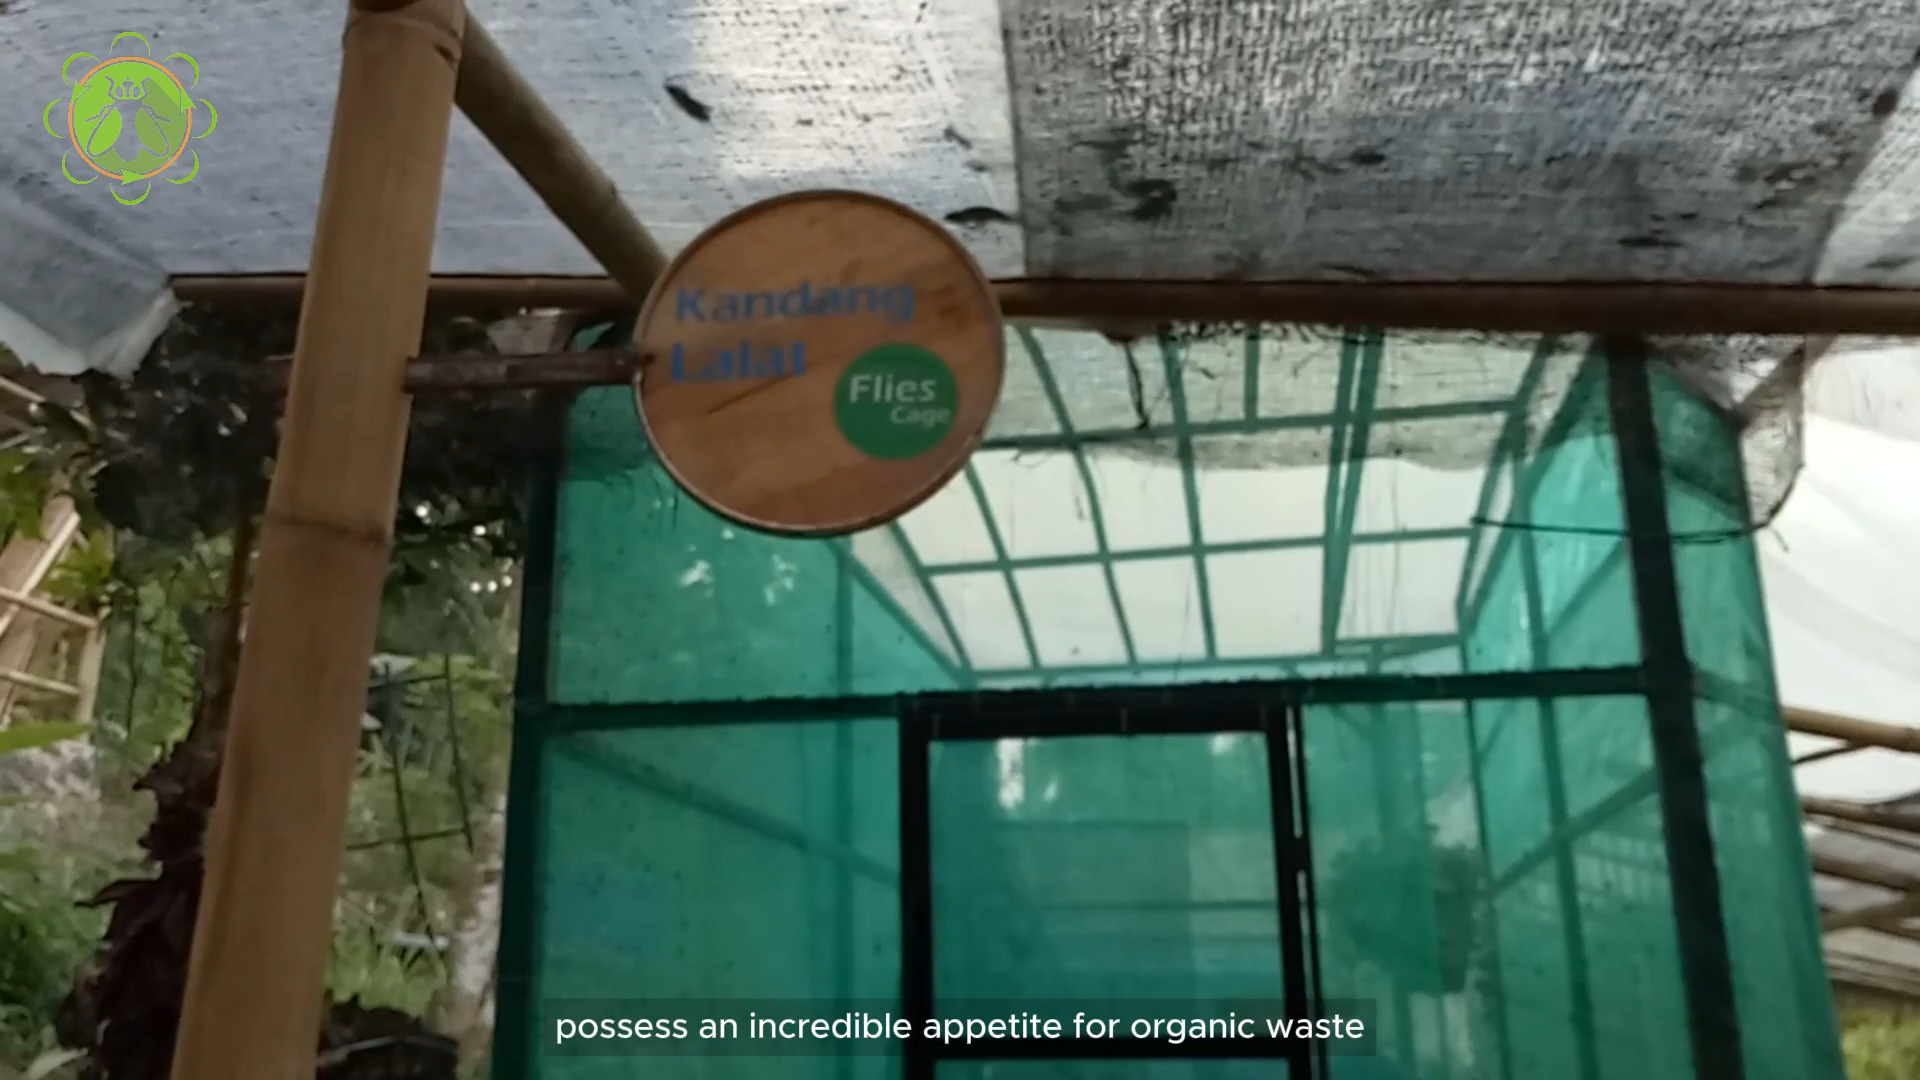 Kandang
Lalat
Flies
Cage
possess an incredible appetite for organic waste